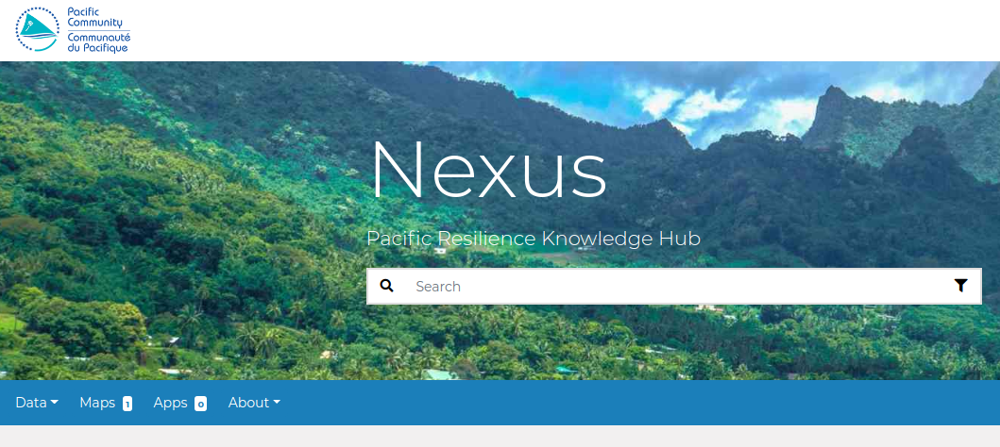 Pacific
Community
Communauté
du Pacifique
Nexus
Pacific Resilience Knowledge Hub
Search
Data Maps 1 Apps 0 About